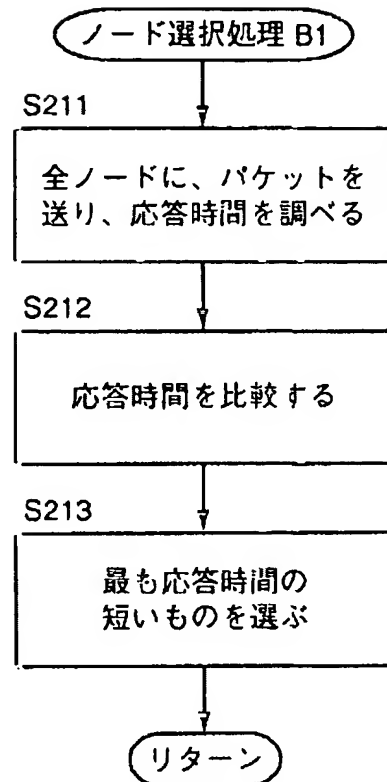 ノード選択処理 B1
S211
全ノードに、パケットを
送り、応答時間を調べる
S212
応答時間を比較する
S213
最も応答時間の
短いものを選ぶ
リターン